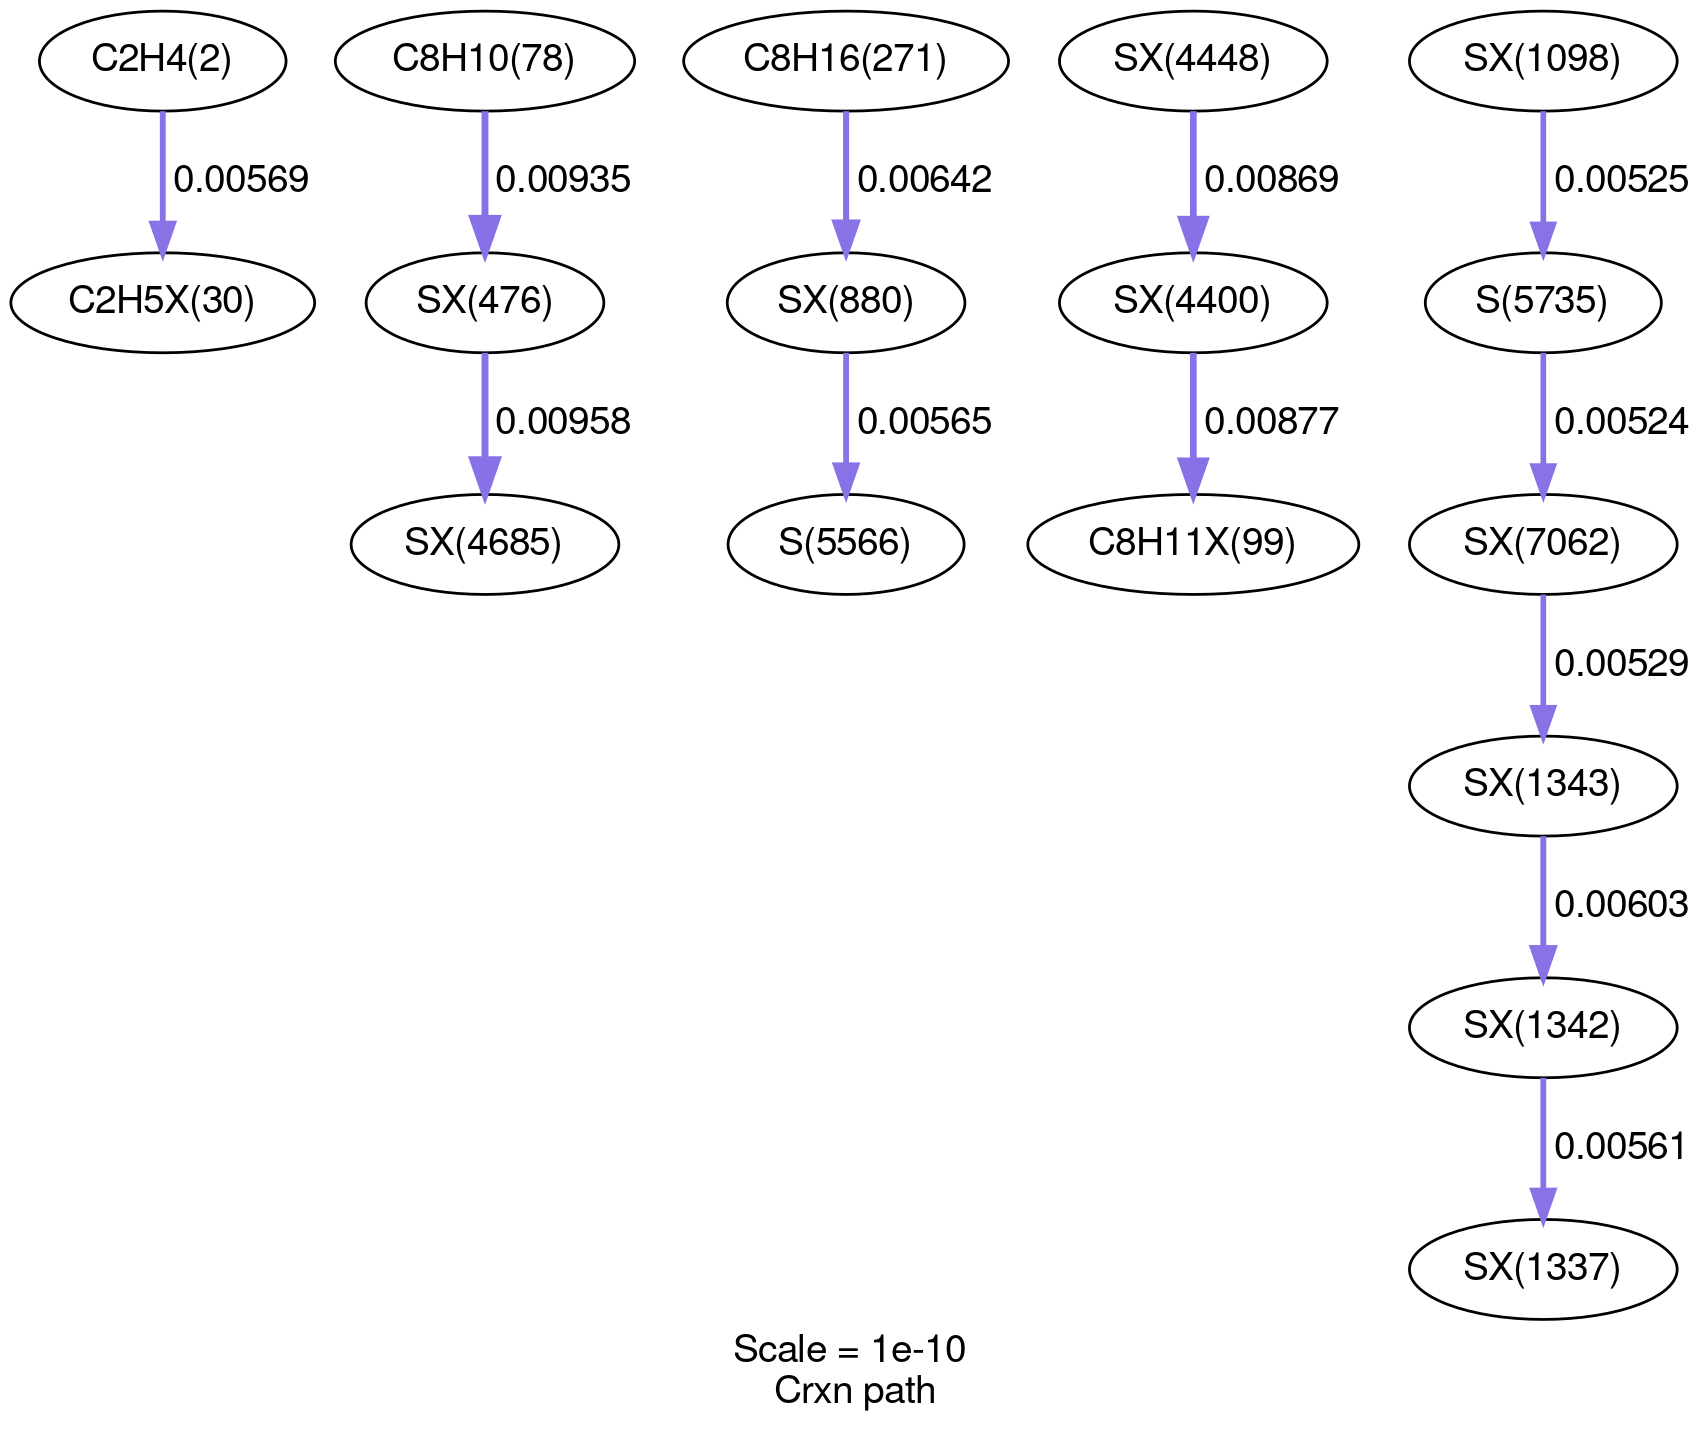 C2H4(2)
C8H10(78)
C8H16(271)
SX(4448)
SX(1098)
0.00569
0.00935
0.00642
0.00869
0.00525
C2H5X(30)
SX(476)
SX(880)
SX(4400)
S(5735)
0.00958
0.00565
0.00877
0.00524
SX(4685)
S(5566)
C8H11X(99)
SX(7062)
0.00529
SX(1343)
0.00603
SX(1342)
0.00561
SX(1337)
Scale = 1e-10
Crxn path